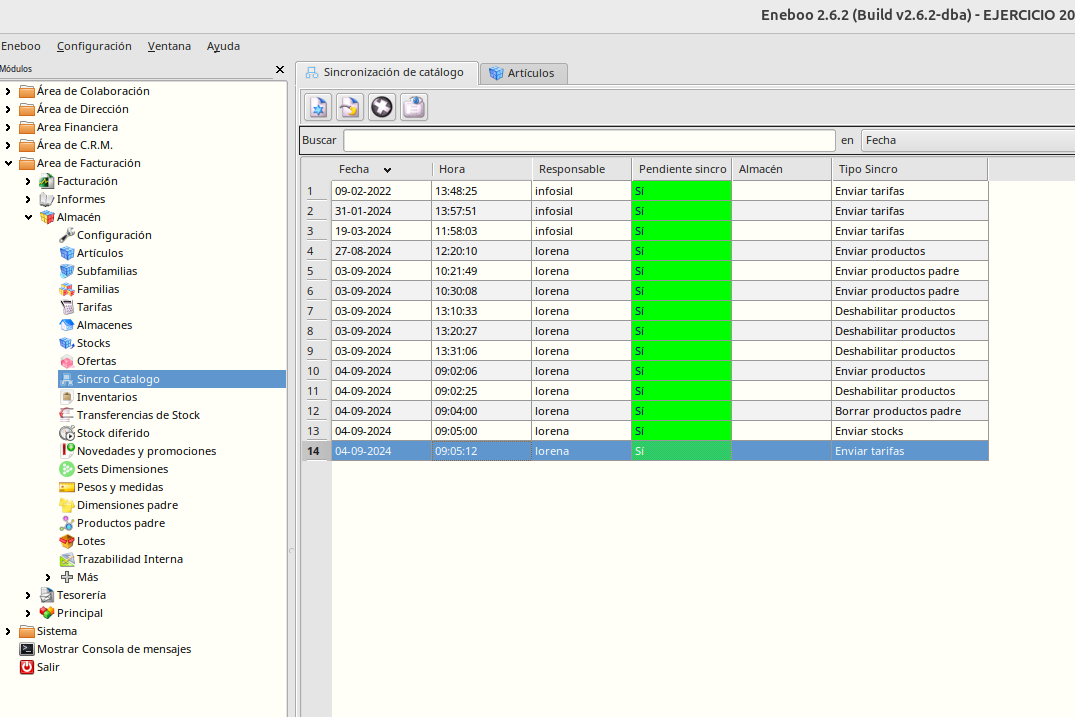 Eneboo 2.6.2 (Build v2.6.2-dba) - EJERCICIO 20
Eneboo Configuración Ventana Ayuda
Módulos
Sincronización de catálogo Artículos
Área de Colaboración
Área de Dirección
Area Financiera
Área de C.R.M.
Area de Facturación
Facturación
Informes
Almacén
Configuración
Artículos
Subfamilias
Familias
Tarifas
Almacenes
Stocks
Ofertas
Sincro Catalogo
Inventarios
Transferencias de Stock
Stock diferido
Novedades y promociones
Sets Dimensiones
Pesos y medidas
Dimensiones padre
Productos padre
Lotes
Trazabilidad Interna
Más
Tesorería
Principal
Sistema
Mostrar Consola de mensajes
Salir
Buscar en Fecha
Fecha Hora Responsable Pendiente sincro Almacén Tipo Sincro
1 09-02-2022 13:48:25 infosial Sí Enviar tarifas
2 31-01-2024 13:57:51 infosial Sí Enviar tarifas
3 19-03-2024 11:58:03 infosial Sí Enviar tarifas
4 27-08-2024 12:20:10 lorena Sí Enviar productos
5 03-09-2024 10:21:49 lorena Sí Enviar productos padre
6 03-09-2024 10:30:08 lorena Sí Enviar productos padre
7 03-09-2024 13:10:33 lorena Sí Deshabilitar productos
8 03-09-2024 13:20:27 lorena Sí Deshabilitar productos
9 03-09-2024 13:31:06 lorena Sí Deshabilitar productos
10 04-09-2024 09:02:06 lorena Sí Enviar productos
11 04-09-2024 09:02:25 lorena Sí Deshabilitar productos
12 04-09-2024 09:04:00 lorena Sí Borrar productos padre
13 04-09-2024 09:05:00 lorena Sí Enviar stocks
14 04-09-2024 09:05:12 lorena Sí Enviar tarifas